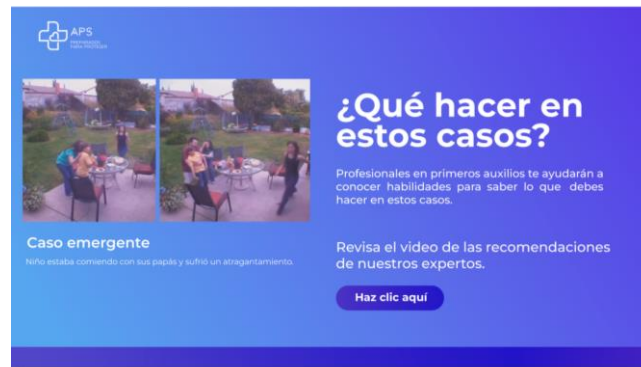 APS
¿Qué hacer en
estos casos?
Profesionales en primeros auxilios te ayudarán a
conocer habilidades para saber lo que debes
hacer en estos casos.
Caso emergente
Niño estaba comiendo con sus papás y sufrió un atragantamiento.
Revisa el video de las recomendaciones
de nuestros expertos.
Haz clic aquí